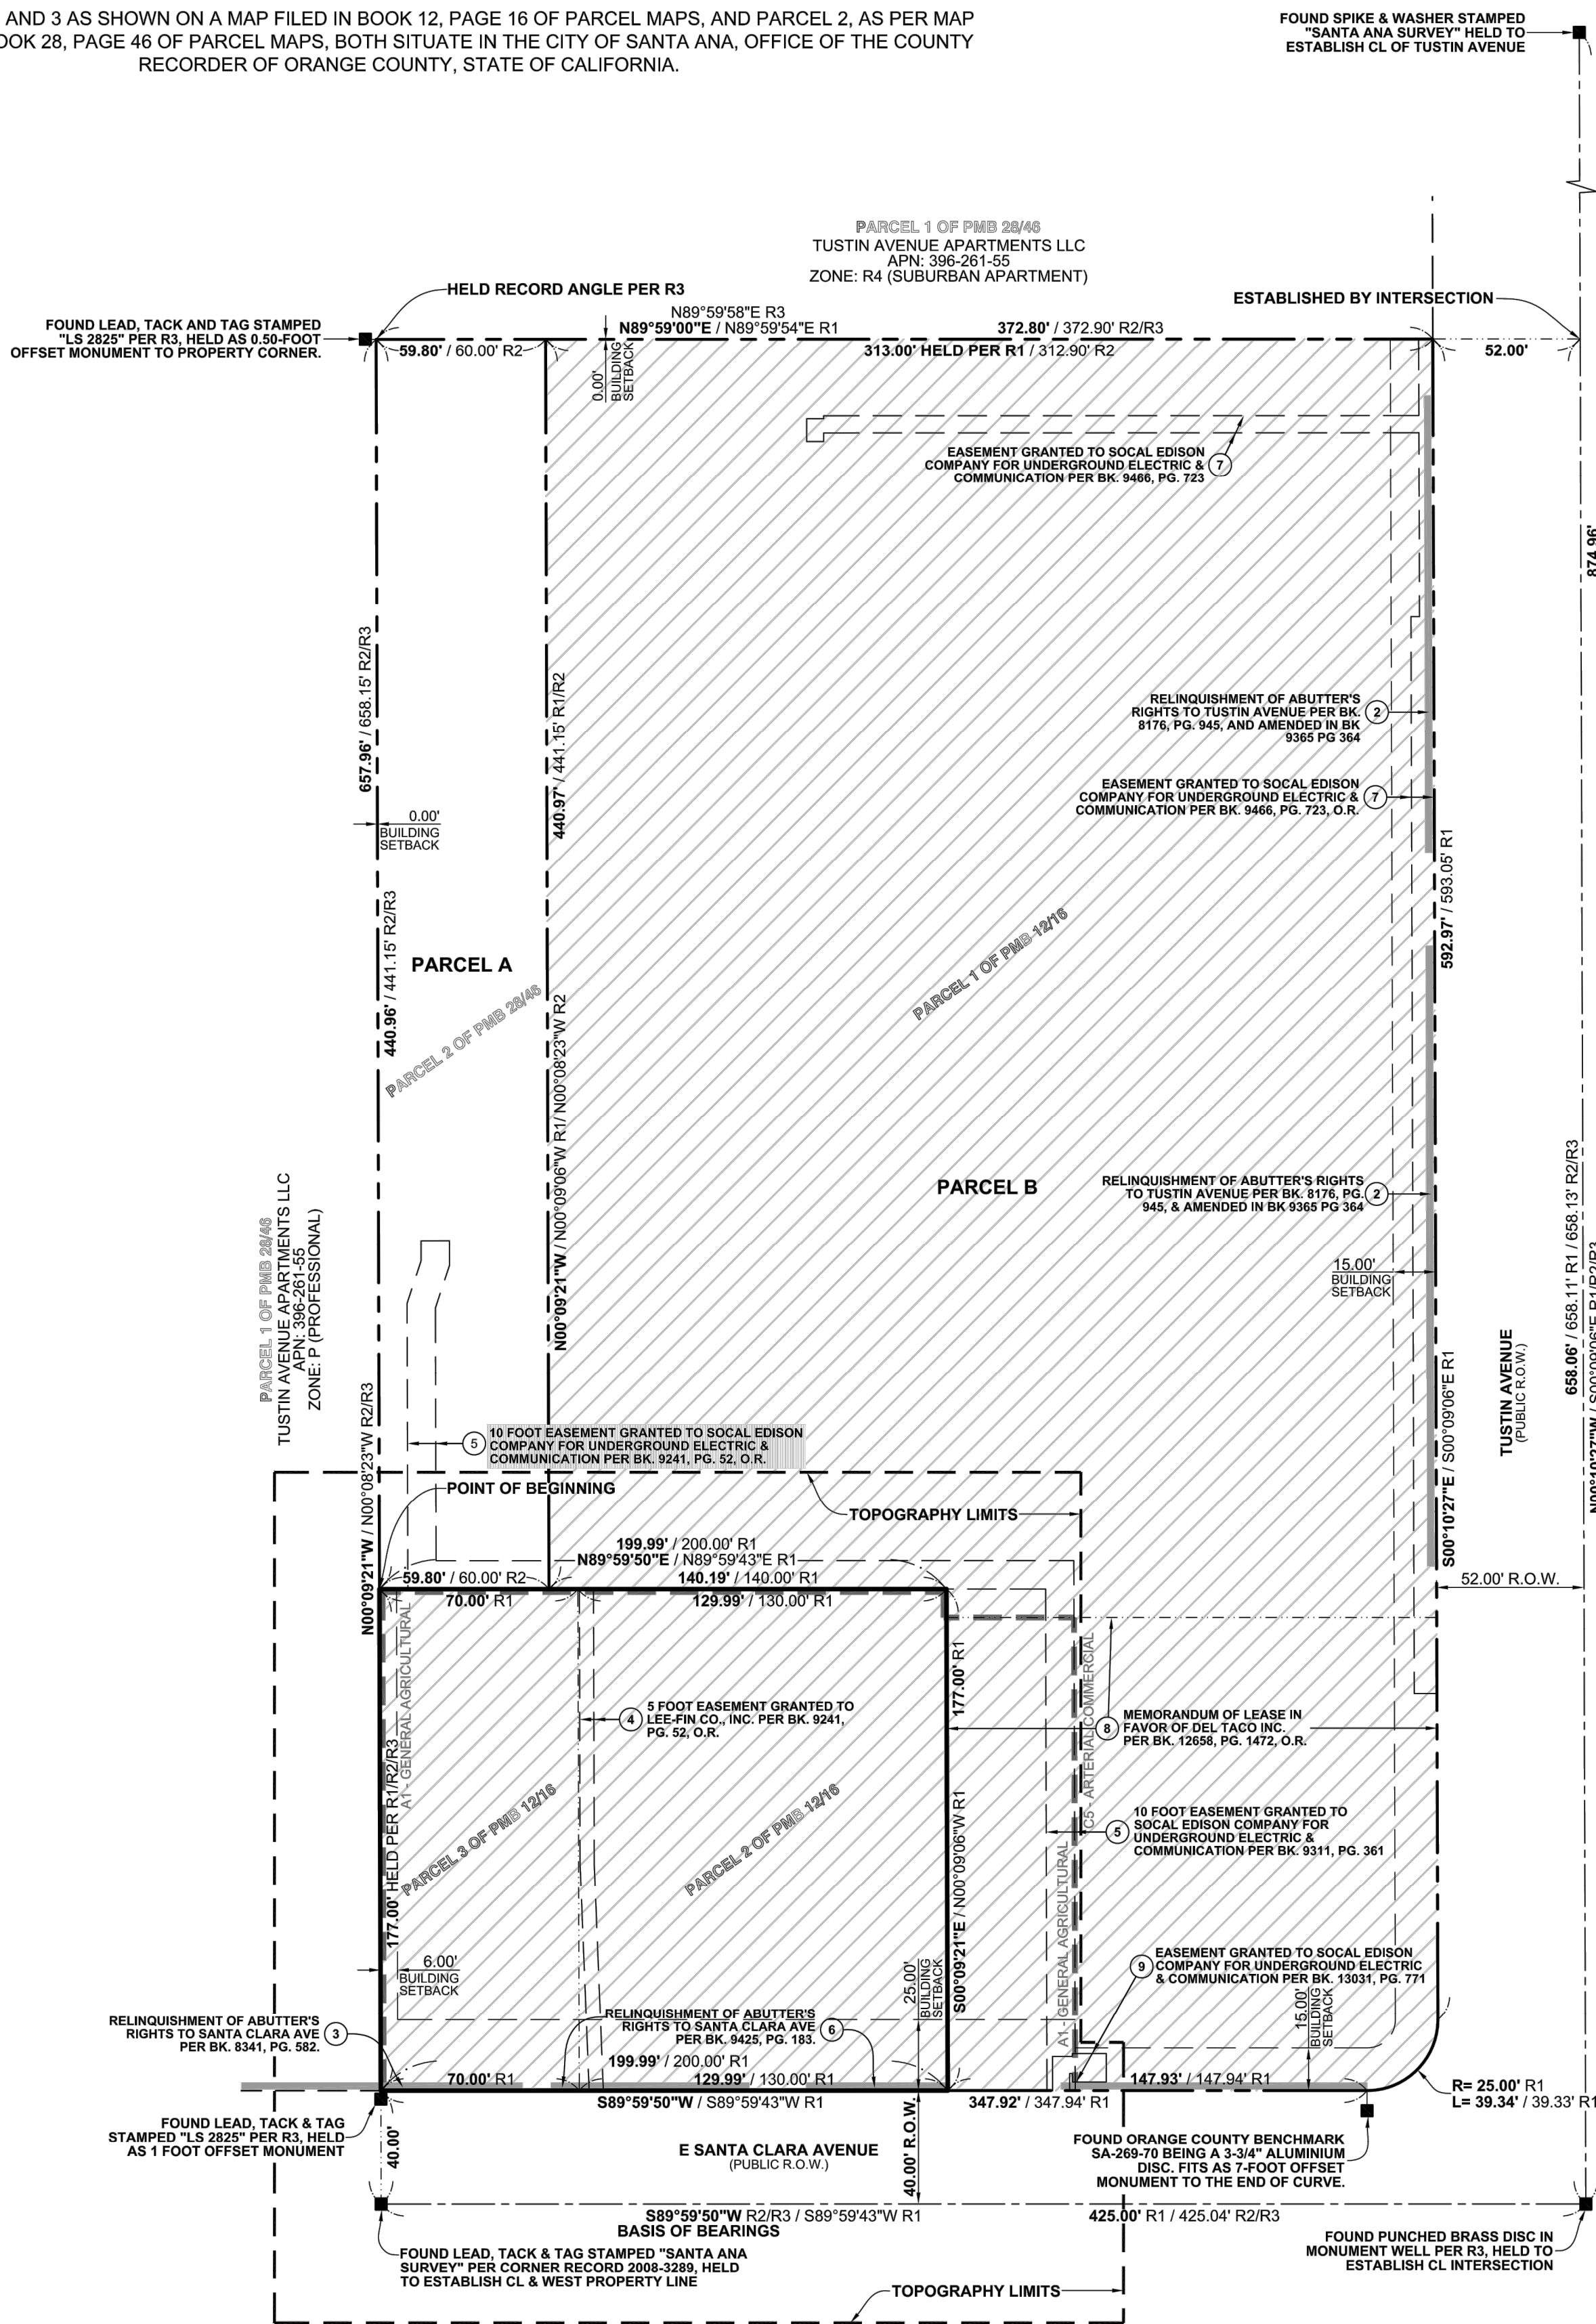 AND 3 AS SHOWN ON A MAP FILED IN BOOK 12, PAGE 16 OF PARCEL MAPS, AND PARCEL 2, AS PER MAP
OOK 28, PAGE 46 OF PARCEL MAPS, BOTH SITUATE IN THE CITY OF SANTA ANA, OFFICE OF THE COUNTY
RECORDER OF ORANGE COUNTY, STATE OF CALIFORNIA.
FOUND SPIKE & WASHER STAMPED
"SANTA ANA SURVEY" HELD TO
ESTABLISH CL OF TUSTIN AVENUE
PARCEL 1 OF PMB 28/46
TUSTIN AVENUE APARTMENTS LLC
APN: 396-261-55
ZONE: R4 (SUBURBAN APARTMENT)
HELD RECORD ANGLE PER R3
ESTABLISHED BY INTERSECTION
FOUND LEAD, TACK AND TAG STAMPED
"LS 2825" PER R3, HELD AS 0.50-FOOT
OFFSET MONUMENT TO PROPERTY CORNER.
N89°59'58"E R3
N89°59'00"E / N89°59'54"E R1
372.80' / 372.90' R2/R3
59.80' / 60.00' R2
313.00' HELD PER R1 / 312.90' R2
52.00'
0.00'
BUILDING
SETBACK
EASEMENT GRANTED TO SOCAL EDISON
COMPANY FOR UNDERGROUND ELECTRIC &
COMMUNICATION PER BK. 9466, PG. 723
7
874.96'
657.96' / 658.15' R2/R3
440.97' / 441.15' R1/R2
RELINQUISHMENT OF ABUTTER'S
RIGHTS TO TUSTIN AVENUE PER BK.
8176, PG. 945, AND AMENDED IN BK
9365 PG 364
2
EASEMENT GRANTED TO SOCAL EDISON
COMPANY FOR UNDERGROUND ELECTRIC &
COMMUNICATION PER BK. 9466, PG. 723, O.R.
7
0.00'
BUILDING
SETBACK
592.97' / 593.05' R1
440.96' / 441.15' R2/R3
PARCEL A
PARCEL 2 OF PMB 28/46
PARCEL 1 OF PMB 12/16
N00°09'21"W / N00°09'06"W R1/ N00°08'23"W R2
PARCEL B
RELINQUISHMENT OF ABUTTER'S RIGHTS
TO TUSTIN AVENUE PER BK. 8176, PG.
945, & AMENDED IN BK 9365 PG 364
2
15.00'
BUILDING
SETBACK
658.06' / 658.11' R1 / 658.13' R2/R3
N00°10'27"W / S00°09'06"E R1/R2/R3
PARCEL 1 OF PMB 28/46
TUSTIN AVENUE APARTMENTS LLC
APN: 396-261-55
ZONE: P (PROFESSIONAL)
TUSTIN AVENUE
(PUBLIC R.O.W.)
S00°10'27"E / S00°09'06"E R1
N00°09'21"W / N00°08'23"W R2/R3
5
10 FOOT EASEMENT GRANTED TO SOCAL EDISON
COMPANY FOR UNDERGROUND ELECTRIC &
COMMUNICATION PER BK. 9241, PG. 52, O.R.
POINT OF BEGINNING
TOPOGRAPHY LIMITS
199.99' / 200.00' R1
N89°59'50"E / N89°59'43"E R1
59.80' / 60.00' R2
140.19' / 140.00' R1
70.00' R1
129.99' / 130.00' R1
52.00' R.O.W.
A1 - GENERAL AGRICULTURAL
177.00' R1
C5 - ARTERIAL COMMERCIAL
4
5 FOOT EASEMENT GRANTED TO
LEE-FIN CO., INC. PER BK. 9241,
PG. 52, O.R.
8
MEMORANDUM OF LEASE IN
FAVOR OF DEL TACO INC.
PER BK. 12658, PG. 1472, O.R.
177.00' HELD PER R1/R2/R3
PARCEL 3 OF PMB 12/16
PARCEL 2 OF PMB 12/16
S00°09'21"E / N00°09'06"W R1
A1 - GENERAL AGRICULTURAL
5
10 FOOT EASEMENT GRANTED TO
SOCAL EDISON COMPANY FOR
UNDERGROUND ELECTRIC &
COMMUNICATION PER BK. 9311, PG. 361
9
EASEMENT GRANTED TO SOCAL EDISON
COMPANY FOR UNDERGROUND ELECTRIC
& COMMUNICATION PER BK. 13031, PG. 771
6.00'
BUILDING
SETBACK
25.00'
BUILDING
SETBACK
15.00'
BUILDING
SETBACK
RELINQUISHMENT OF ABUTTER'S
RIGHTS TO SANTA CLARA AVE
PER BK. 8341, PG. 582.
3
RELINQUISHMENT OF ABUTTER'S
RIGHTS TO SANTA CLARA AVE
PER BK. 9425, PG. 183.
6
199.99' / 200.00' R1
70.00' R1
129.99' / 130.00' R1
147.93' / 147.94' R1
S89°59'50"W / S89°59'43"W R1
347.92' / 347.94' R1
R= 25.00' R1
L= 39.34' / 39.33' R1
FOUND LEAD, TACK & TAG
STAMPED "LS 2825" PER R3, HELD
AS 1 FOOT OFFSET MONUMENT
40.00'
E SANTA CLARA AVENUE
(PUBLIC R.O.W.)
40.00' R.O.W.
FOUND ORANGE COUNTY BENCHMARK
SA-269-70 BEING A 3-3/4" ALUMINIUM
DISC. FITS AS 7-FOOT OFFSET
MONUMENT TO THE END OF CURVE.
S89°59'50"W R2/R3 / S89°59'43"W R1
BASIS OF BEARINGS
425.00' R1 / 425.04' R2/R3
FOUND LEAD, TACK & TAG STAMPED "SANTA ANA
SURVEY" PER CORNER RECORD 2008-3289, HELD
TO ESTABLISH CL & WEST PROPERTY LINE
FOUND PUNCHED BRASS DISC IN
MONUMENT WELL PER R3, HELD TO
ESTABLISH CL INTERSECTION
TOPOGRAPHY LIMITS